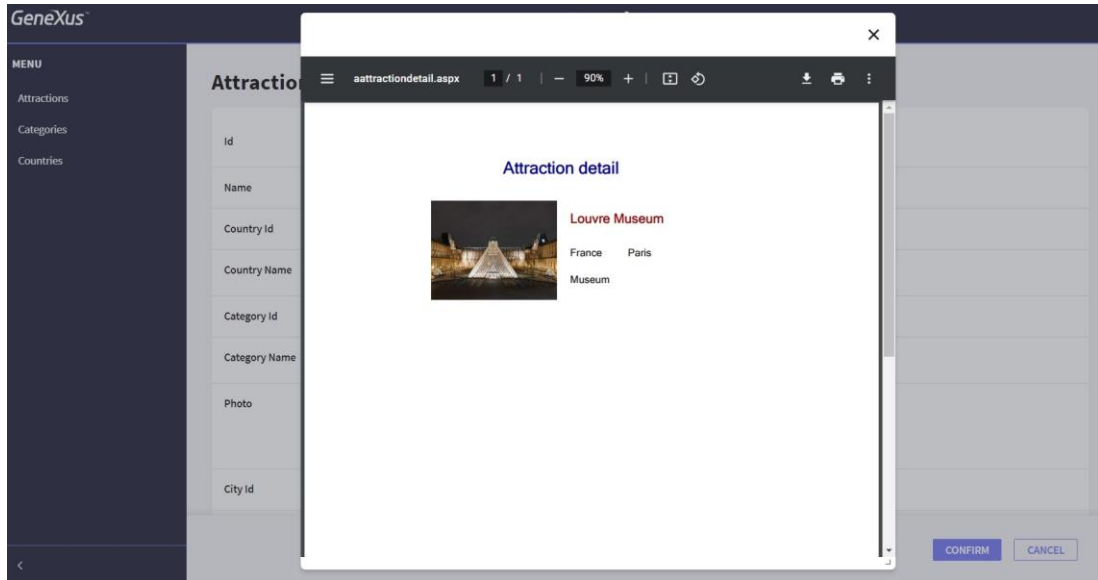 GeneXus™
MENU
Attractions
Categories
Countries
Attractio
Id
Name
Country Id
Country Name
Category Id
Category Name
Photo
City Id
aattractiondetail.aspx 1 / 1 | − 90% + |
Attraction detail
Louvre Museum
France Paris
Museum
CONFIRM CANCEL